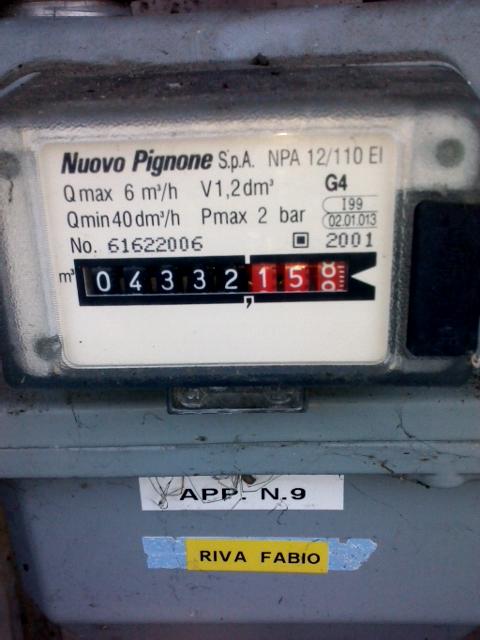 Nuovo Pignone S.p.A. NPA 12/110 EI
Qmax 6 m³/h V1,2dm³ G4
Qmin 40 dm³/h Pmax 2 bar I99
02.01.013
No. 61622006 2001
m³ 04332,158
APP. N.9
RIVA FABIO